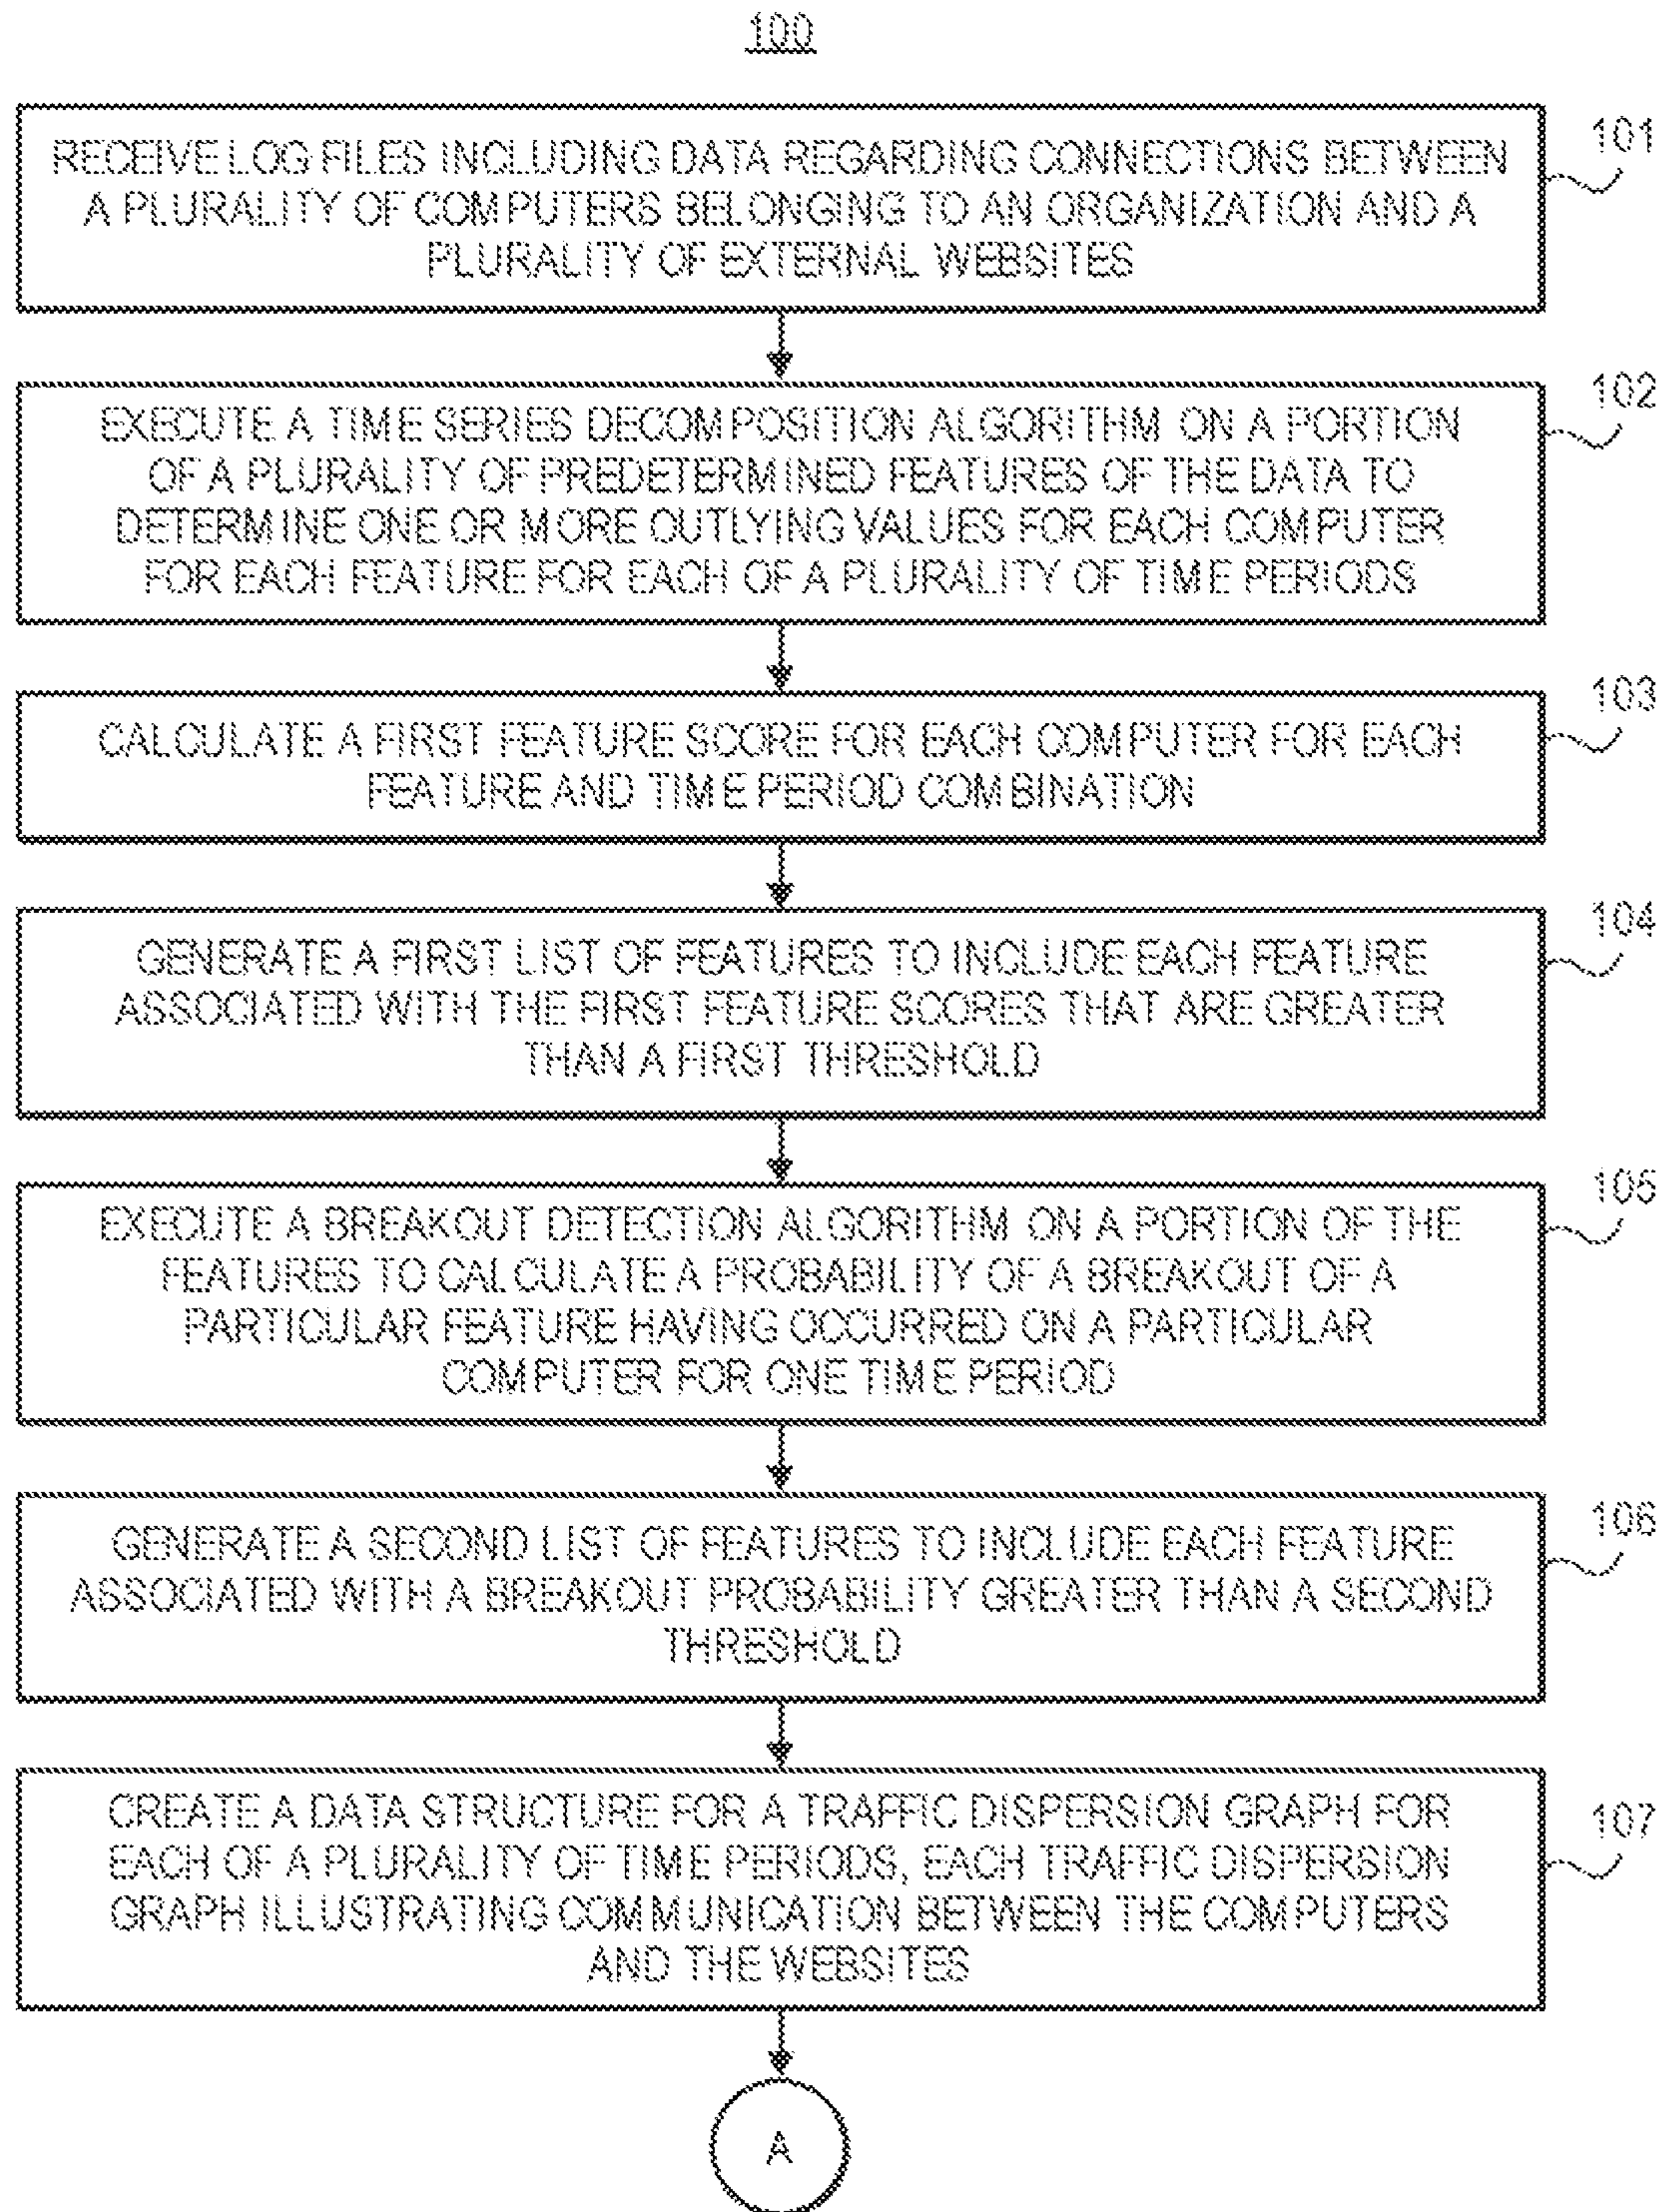 100
RECEIVE LOG FILES INCLUDING DATA REGARDING CONNECTIONS BETWEEN
A PLURALITY OF COMPUTERS BELONGING TO AN ORGANIZATION AND A
PLURALITY OF EXTERNAL WEBSITES
101
EXECUTE A TIME SERIES DECOMPOSITION ALGORITHM ON A PORTION
OF A PLURALITY OF PREDETERMINED FEATURES OF THE DATA TO
DETERMINE ONE OR MORE OUTLYING VALUES FOR EACH COMPUTER
FOR EACH FEATURE FOR EACH OF A PLURALITY OF TIME PERIODS
102
CALCULATE A FIRST FEATURE SCORE FOR EACH COMPUTER FOR EACH
FEATURE AND TIME PERIOD COMBINATION
103
GENERATE A FIRST LIST OF FEATURES TO INCLUDE EACH FEATURE
ASSOCIATED WITH THE FIRST FEATURE SCORES THAT ARE GREATER
THAN A FIRST THRESHOLD
104
EXECUTE A BREAKOUT DETECTION ALGORITHM ON A PORTION OF THE
FEATURES TO CALCULATE A PROBABILITY OF A BREAKOUT OF A
PARTICULAR FEATURE HAVING OCCURRED ON A PARTICULAR
COMPUTER FOR ONE TIME PERIOD
105
GENERATE A SECOND LIST OF FEATURES TO INCLUDE EACH FEATURE
ASSOCIATED WITH A BREAKOUT PROBABILITY GREATER THAN A SECOND
THRESHOLD
106
CREATE A DATA STRUCTURE FOR A TRAFFIC DISPERSION GRAPH FOR
EACH OF A PLURALITY OF TIME PERIODS, EACH TRAFFIC DISPERSION
GRAPH ILLUSTRATING COMMUNICATION BETWEEN THE COMPUTERS
AND THE WEBSITES
107
A